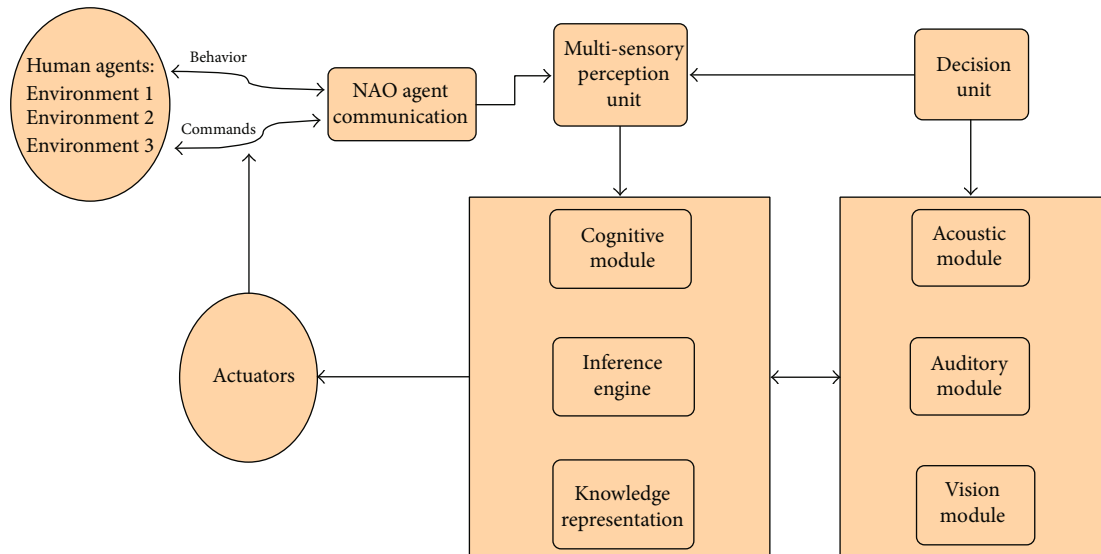 Human agents:
Environment 1
Environment 2
Environment 3
Behavior
Commands
NAO agent
communication
Multi-sensory
perception
unit
Decision
unit
Cognitive
module
Inference
engine
Knowledge
representation
Acoustic
module
Auditory
module
Vision
module
Actuators